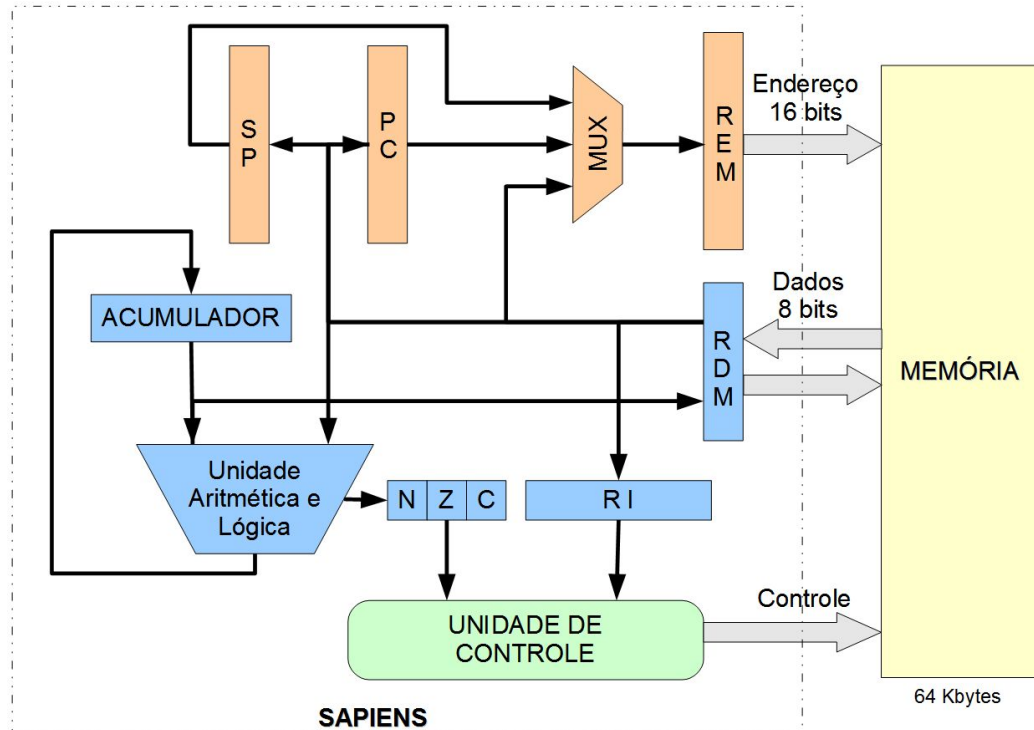 S
P
P
C
MUX
R
E
M
Endereço
16 bits
ACUMULADOR
R
D
M
Dados
8 bits
MEMÓRIA
Unidade
Aritmética e
Lógica
N Z C
R I
UNIDADE DE
CONTROLE
Controle
SAPIENS
64 Kbytes